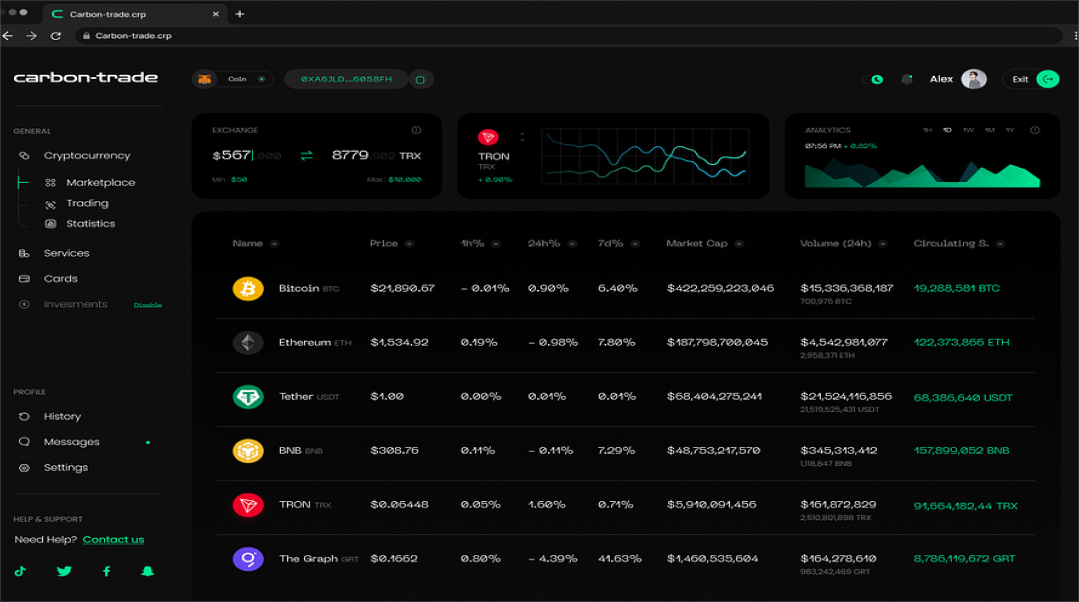 Carbon-trade.crp
Carbon-trade.crp
carbon-trade
Coin
0XA6JLD...6058FH
Alex
Exit
GENERAL
Cryptocurrency
Marketplace
Trading
Statistics
Services
Cards
Invesments Disable
PROFILE
History
Messages
Settings
HELP & SUPPORT
Need Help? Contact us
EXCHANGE
$567.000
8779.902 TRX
Min: $50
Max: $10.000
TRON
TRX
+ 0.90%
ANALYTICS
1H 1D 1W 1M 1Y
07:56 PM + 0.82%
Name Price 1h% 24h% 7d% Market Cap Volume (24h) Circulating S.
Bitcoin BTC $21,890.67 - 0.01% 0.90% 6.40% $422,259,223,046 $15,336,368,187 19,288,581 BTC
700,975 BTC
Ethereum ETH $1,534.92 0.19% - 0.98% 7.80% $187,798,700,045 $4,542,981,077 122,373,866 ETH
2,958,371 ETH
Tether USDT $1.00 0.00% 0.01% 0.01% $68,404,275,241 $21,524,116,856 68,386,640 USDT
21,519,525,431 USDT
BNB BNB $308.76 0.11% - 0.11% 7.29% $48,753,217,570 $345,313,412 157,899,052 BNB
1,118,847 BNB
TRON TRX $0.06448 0.05% 1.60% 0.71% $5,910,091,456 $161,872,829 91,664,182,44 TRX
2,510,801,898 TRX
The Graph GRT $0.1662 0.80% - 4.39% 41.63% $1,460,535,604 $164,278,610 8,786,119,672 GRT
983,242,469 GRT